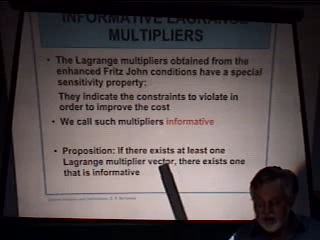 INFORMATIVE LAGRANGE
MULTIPLIERS
• The Lagrange multipliers obtained from the
enhanced Fritz John conditions have a special
sensitivity property:
They indicate the constraints to violate in
order to improve the cost
• We call such multipliers informative
• Proposition: If there exists at least one
Lagrange multiplier vector, there exists one
that is informative